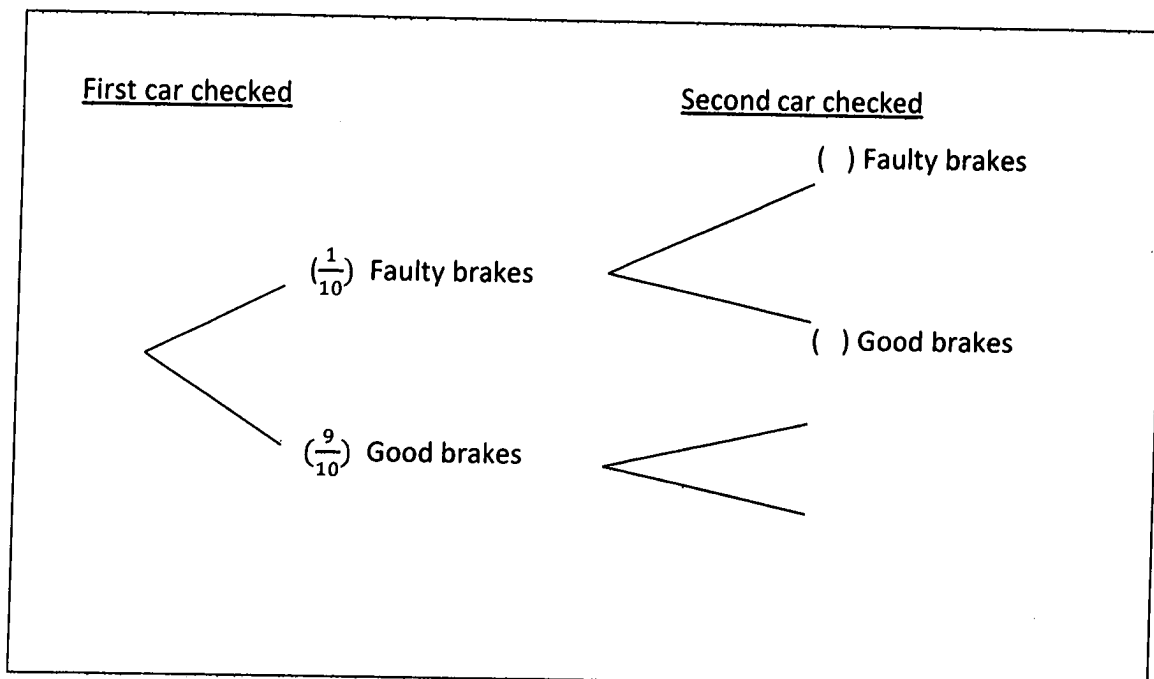 First car checked
Second car checked
( ) Faulty brakes
(1/10) Faulty brakes
( ) Good brakes
(9/10) Good brakes